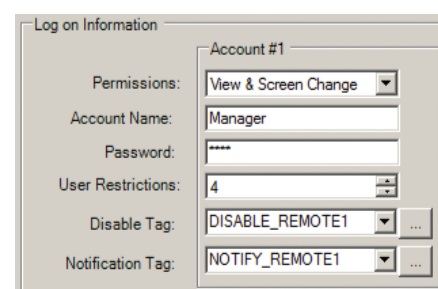 Log on Information
Account #1
Permissions: View & Screen Change
Account Name: Manager
Password: ****
User Restrictions: 4
Disable Tag: DISABLE_REMOTE1 ...
Notification Tag: NOTIFY_REMOTE1 ...